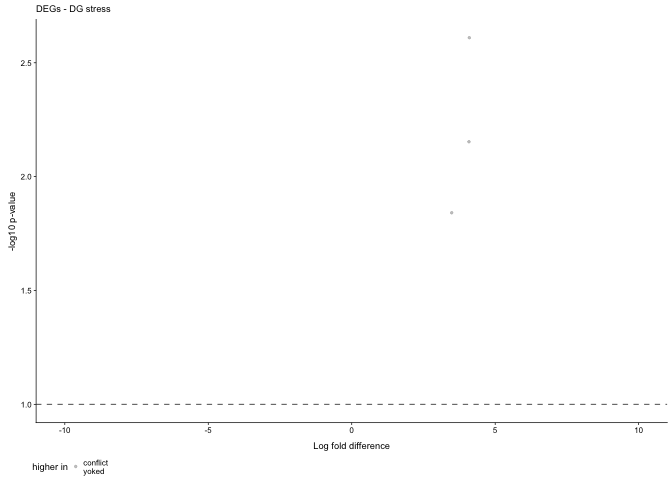 DEGs - DG stress
2.5
2.0
1.5
1.0
-log10 p-value
-10
-5
0
5
10
Log fold difference
higher in
conflict
yoked